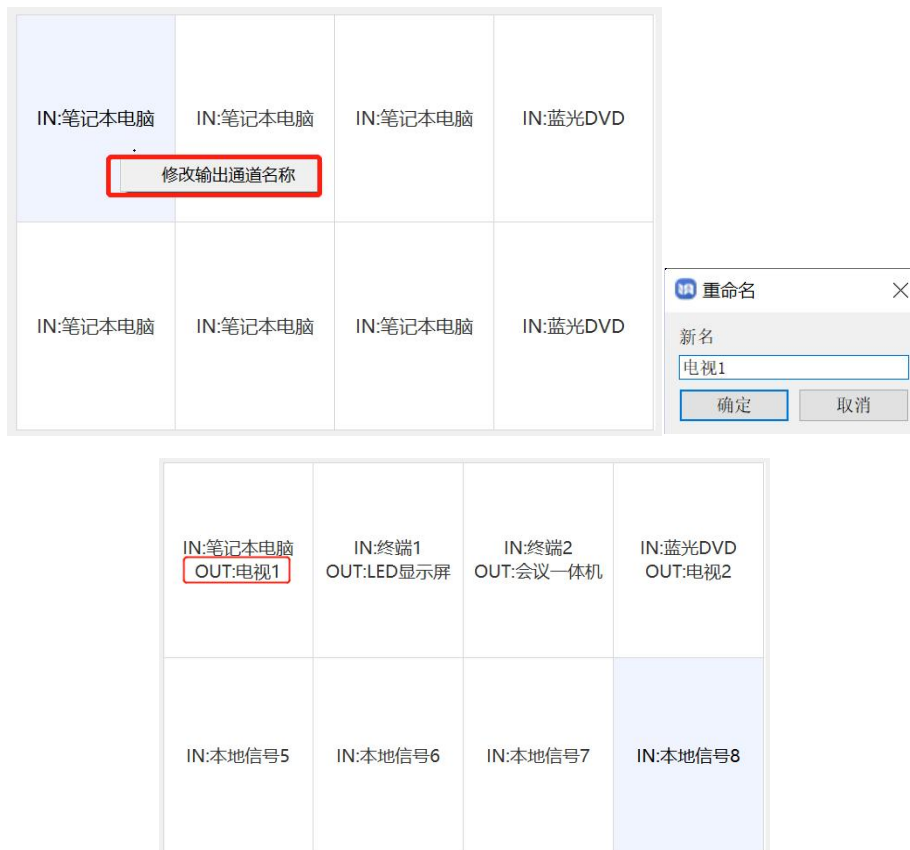 IN:笔记本电脑
IN:笔记本电脑
IN:笔记本电脑
IN:蓝光DVD
修改输出通道名称
IN:笔记本电脑
IN:笔记本电脑
IN:笔记本电脑
IN:蓝光DVD
重命名
新名
电视1
确定
取消
IN:笔记本电脑
OUT:电视1
IN:终端1
OUT:LED显示屏
IN:终端2
OUT:会议一体机
IN:蓝光DVD
OUT:电视2
IN:本地信号5
IN:本地信号6
IN:本地信号7
IN:本地信号8